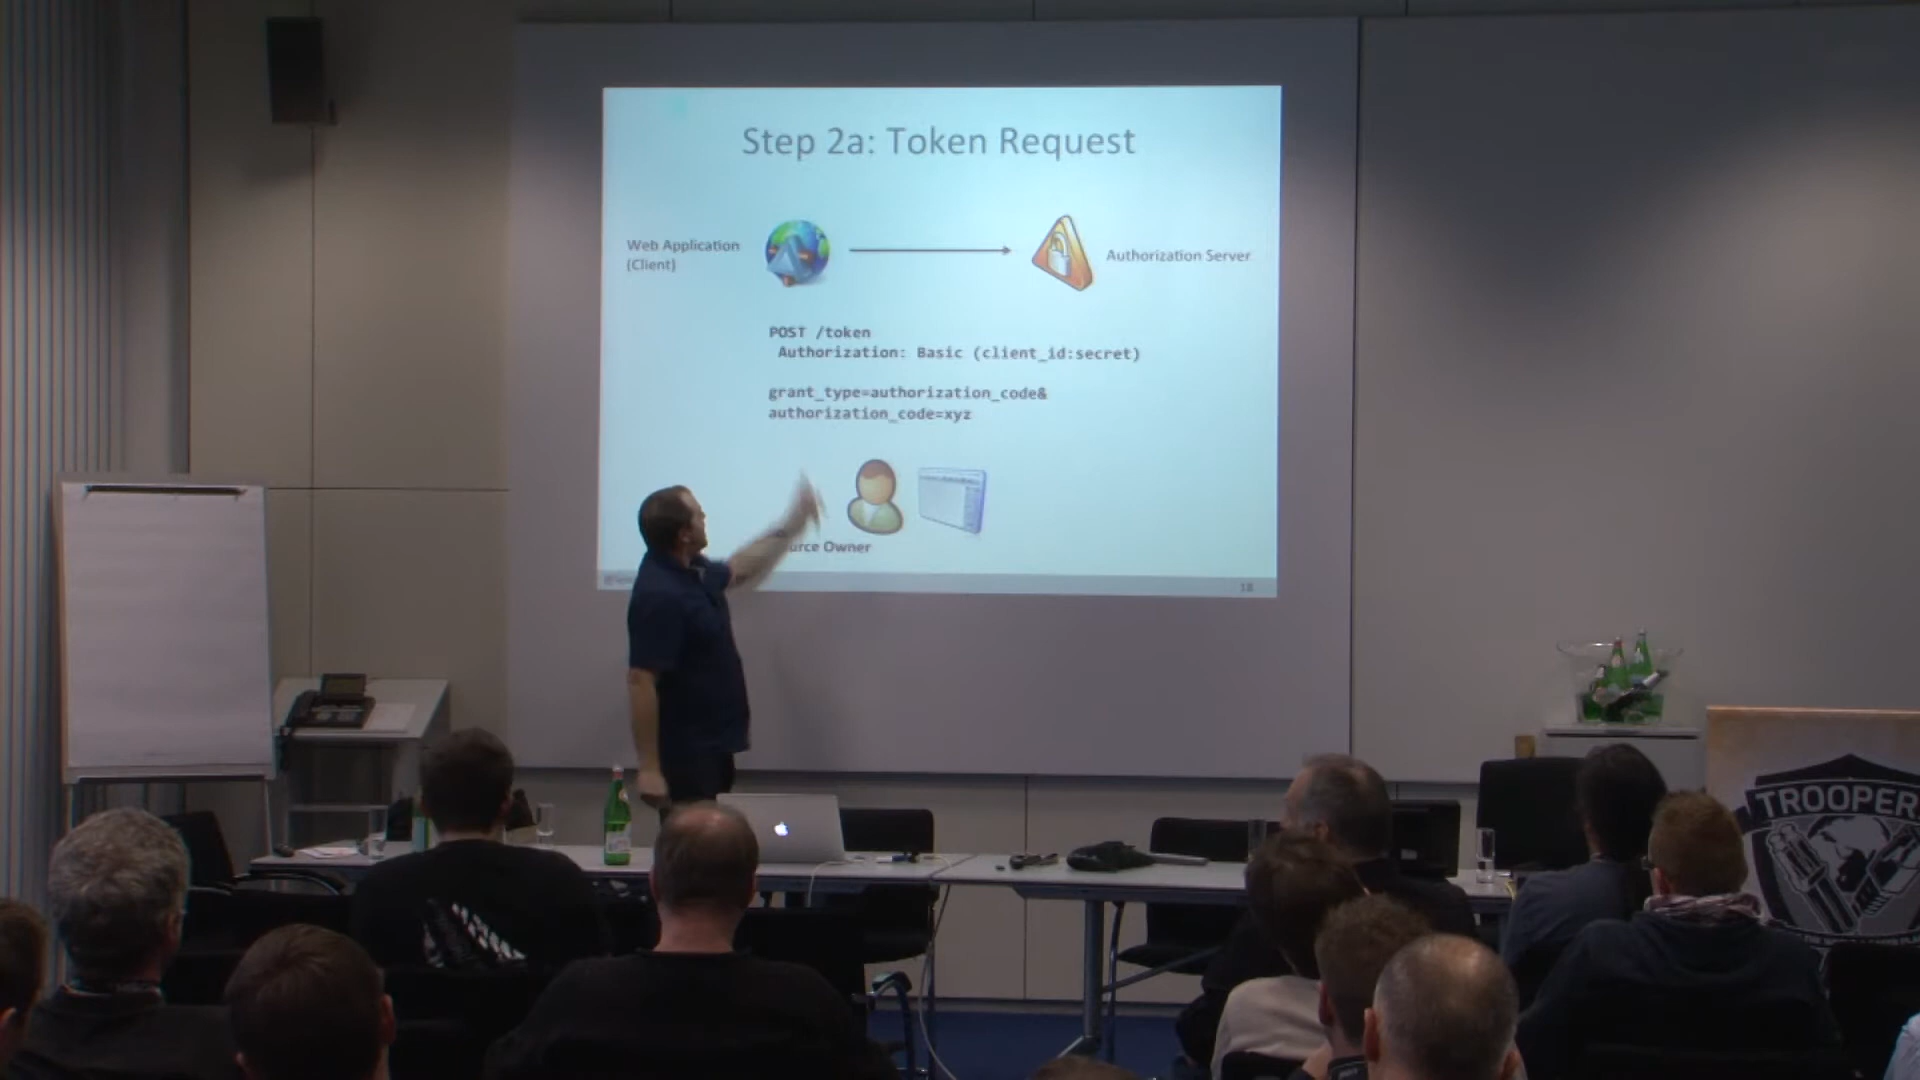 Step 2a: Token Request
Web Application
(Client)
Authorization Server
POST /token
Authorization: Basic (client_id:secret)
grant_type=authorization_code&
authorization_code=xyz
Owner
18
TROOPER